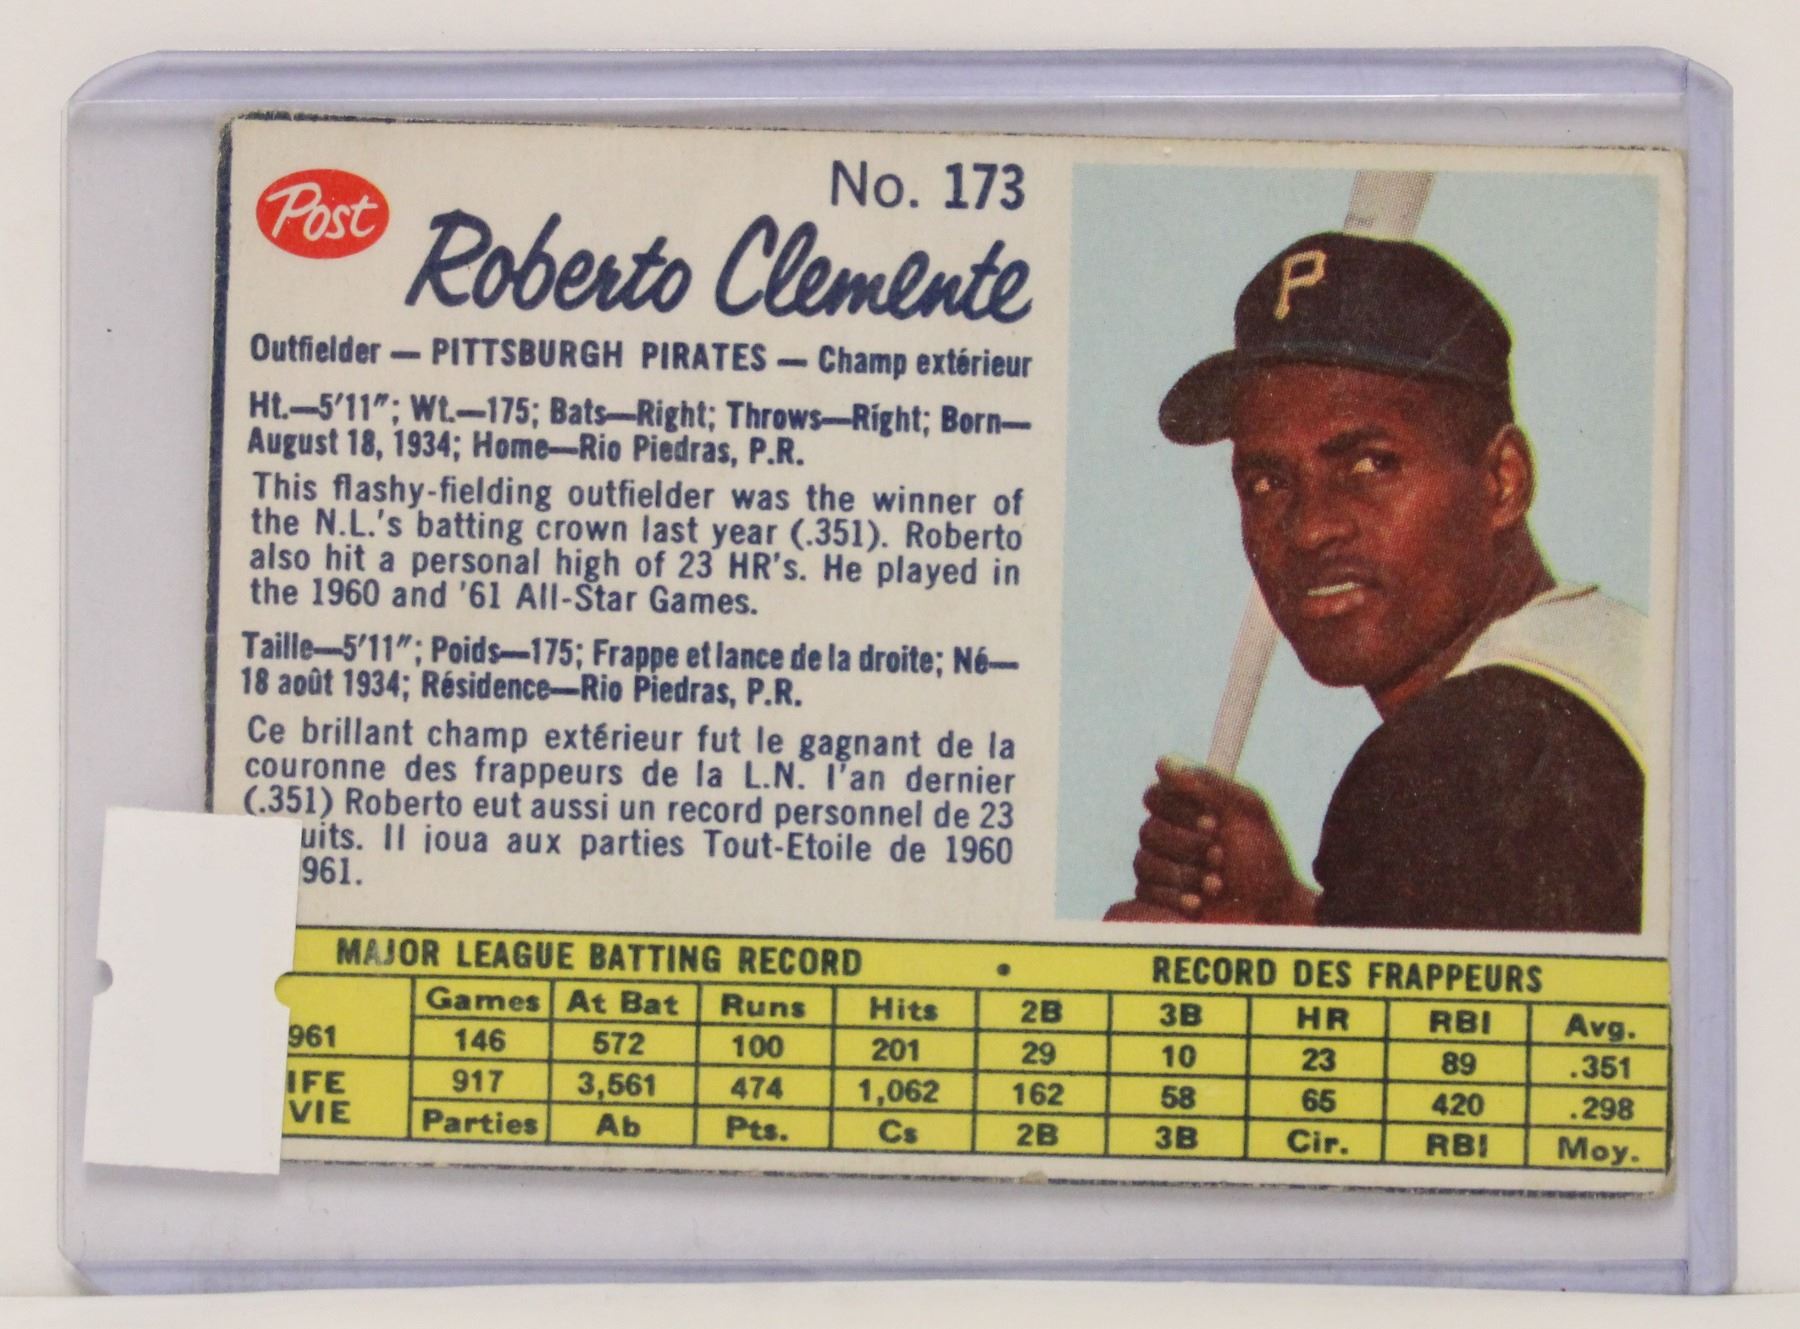 Post
No. 173
Roberto Clemente
Outfielder — PITTSBURGH PIRATES — Champ extérieur
Ht.—5'11"; Wt.—175; Bats—Right; Throws—Right; Born—
August 18, 1934; Home—Rio Piedras, P.R.
This flashy-fielding outfielder was the winner of
the N.L.'s batting crown last year (.351). Roberto
also hit a personal high of 23 HR's. He played in
the 1960 and '61 All-Star Games.
Taille—5'11"; Poids—175; Frappe et lance de la droite; Né—
18 août 1934; Résidence—Rio Piedras, P.R.
Ce brillant champ extérieur fut le gagnant de la
couronne des frappeurs de la L.N. l'an dernier
(.351) Roberto eut aussi un record personnel de 23
uits. Il joua aux parties Tout-Etoile de 1960
961.
MAJOR LEAGUE BATTING RECORD • RECORD DES FRAPPEURS
Games At Bat Runs Hits 2B 3B HR RBI Avg.
961 146 572 100 201 29 10 23 89 .351
IFE 917 3,561 474 1,062 162 58 65 420 .298
VIE Parties Ab Pts. Cs 2B 3B Cir. RBI Moy.
P